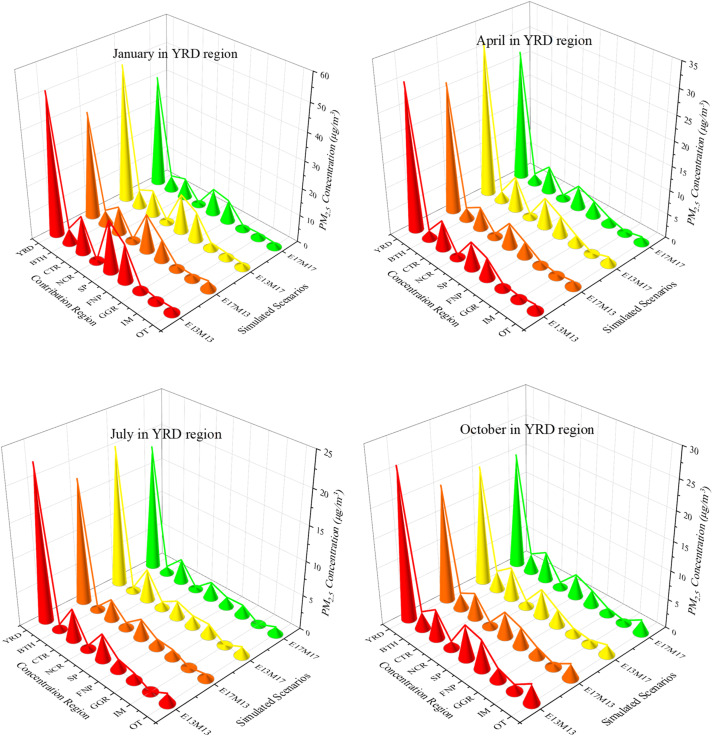 January in YRD region
60
50
40
30
20
10
0
PM2.5 Concentration (μg/m³)
YRD
BTH
CTR
NCR
SP
FNP
GGR
IM
OT
Contribution Region
E13M13
E17M13
E13M17
E17M17
Simulated Scenarios
April in YRD region
35
30
25
20
15
10
5
0
PM2.5 Concentration (μg/m³)
YRD
BTH
CTR
NCR
SP
FNP
GGR
IM
OT
Concentration Region
E13M13
E17M13
E13M17
E17M17
Simulated Scenarios
July in YRD region
25
20
15
10
5
0
PM2.5 Concentration (μg/m³)
YRD
BTH
CTR
NCR
SP
FNP
GGR
IM
OT
Concentration Region
E13M13
E17M13
E13M17
E17M17
Simulated Scenarios
October in YRD region
30
25
20
15
10
5
0
PM2.5 Concentration (μg/m³)
YRD
BTH
CTR
NCR
SP
FNP
GGR
IM
OT
Concentration Region
E13M13
E17M13
E13M17
E17M17
Simulated Scenarios